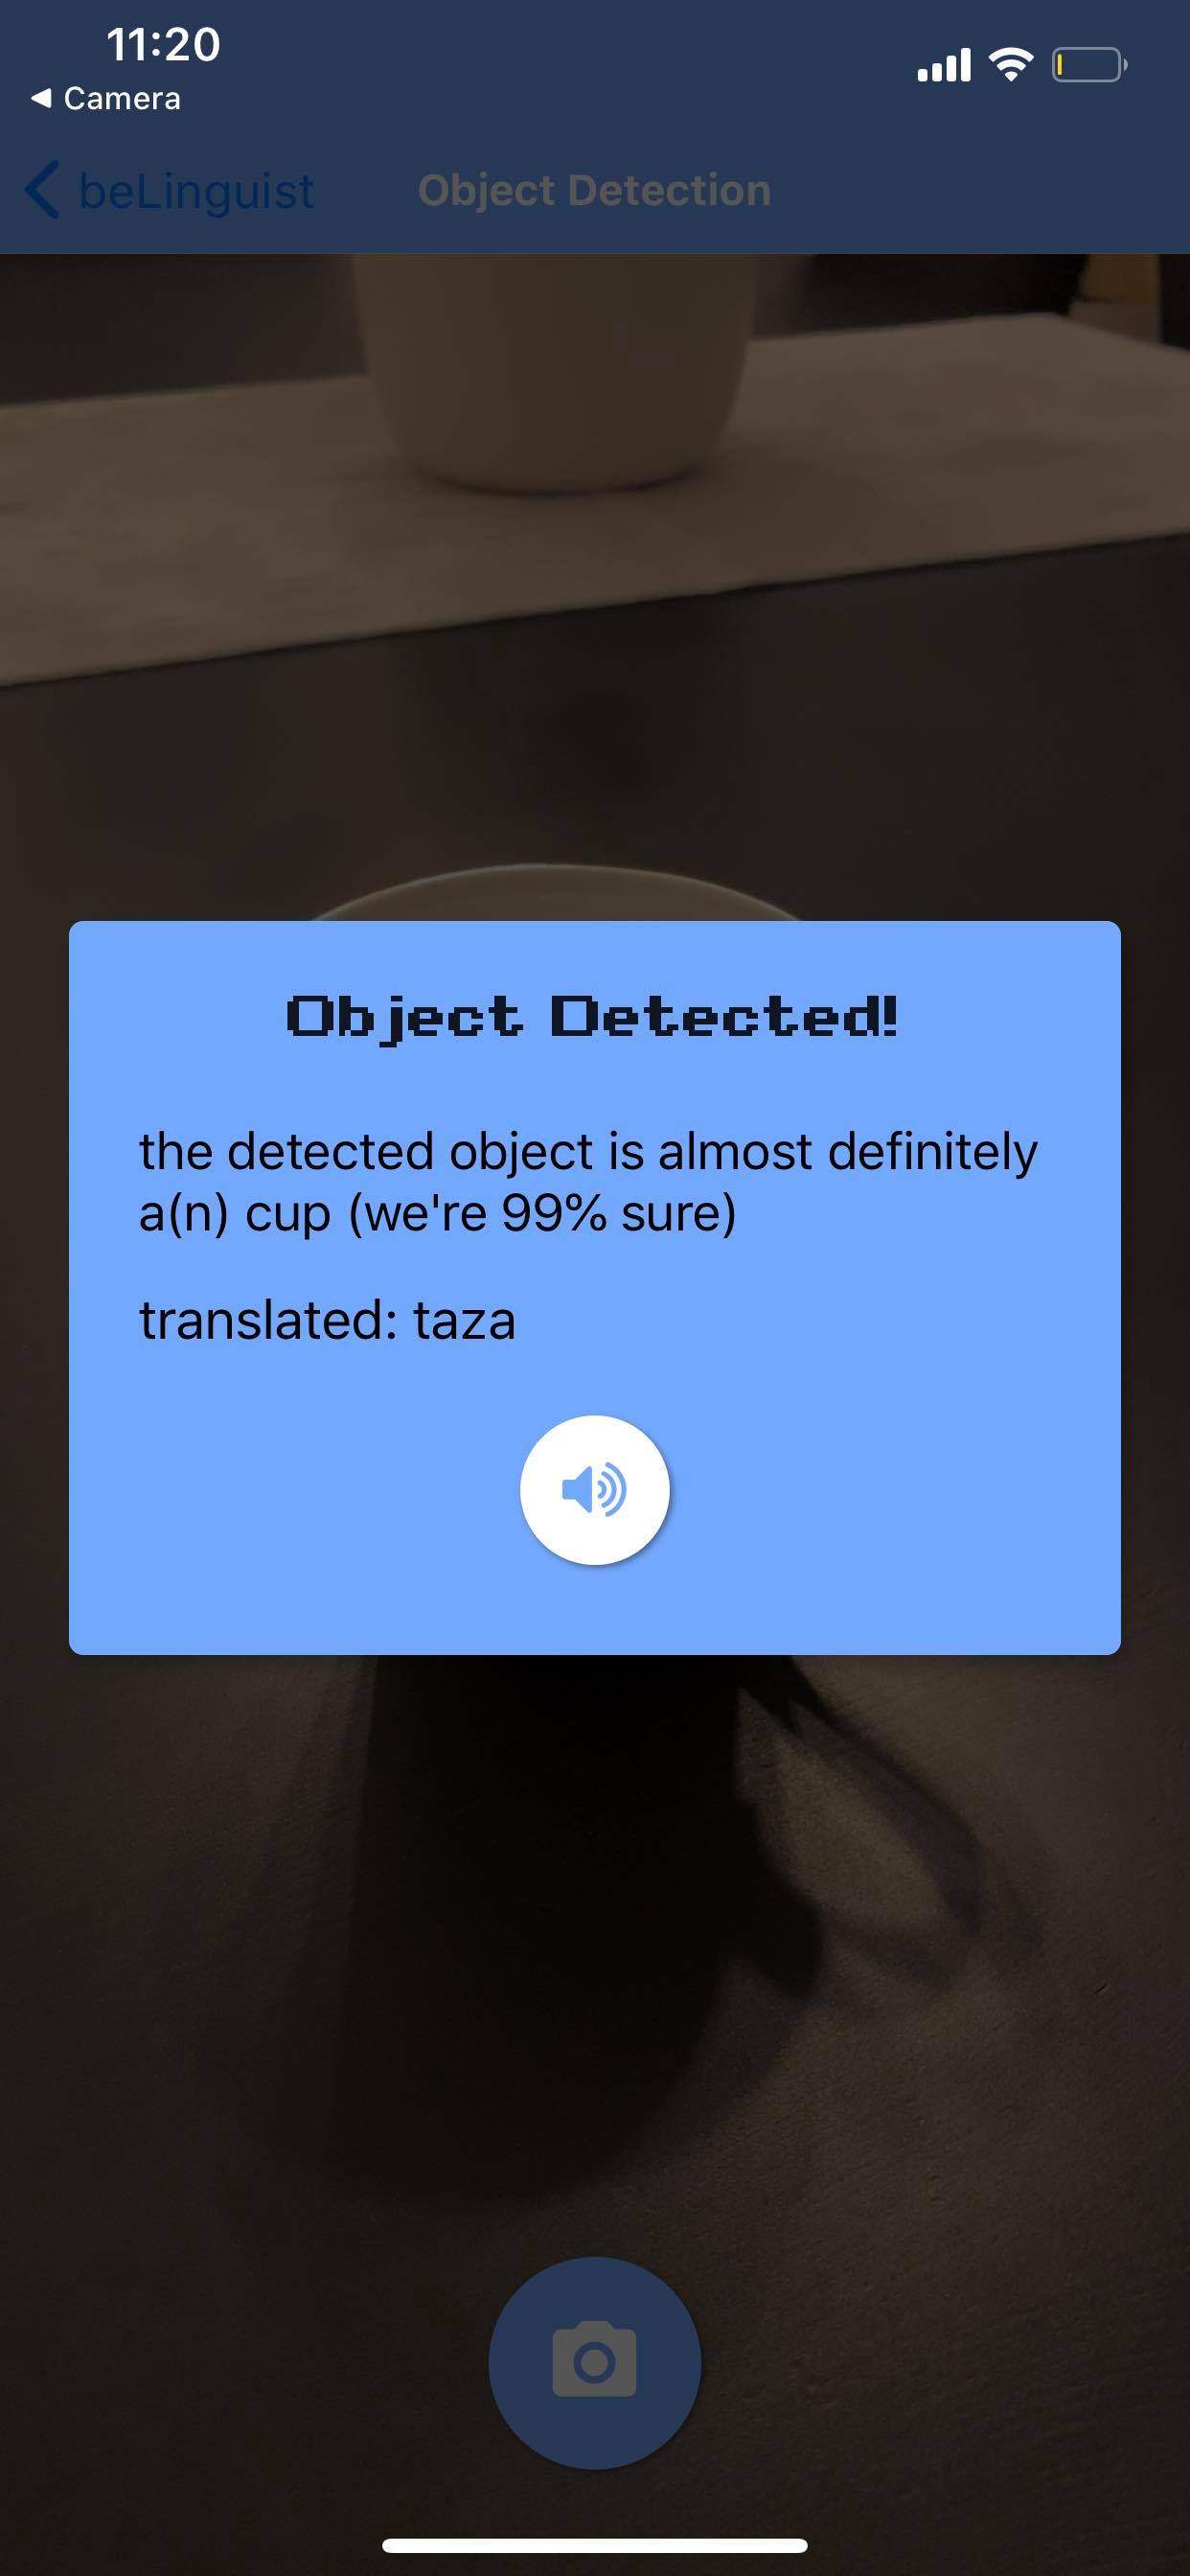 11:20
Camera
beLinguist
Object Detection
Object Detected!
the detected object is almost definitely
a(n) cup (we're 99% sure)
translated: taza